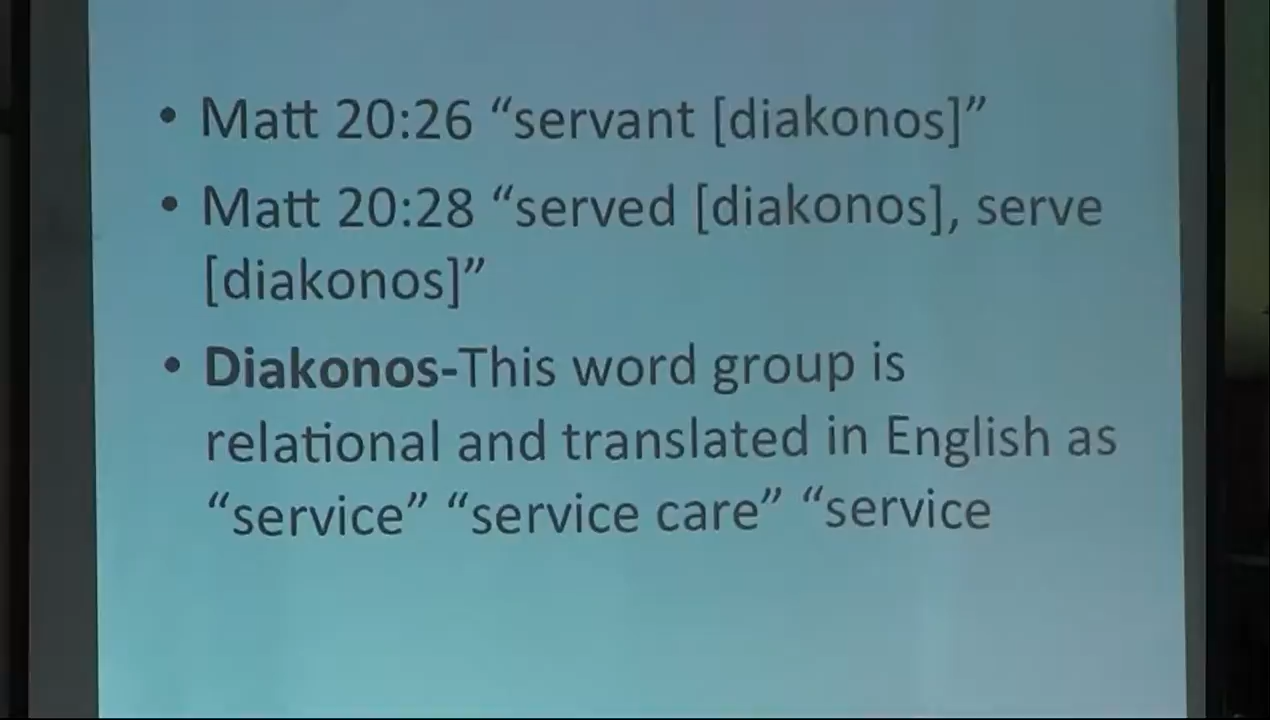 • Matt 20:26 “servant [diakonos]”
• Matt 20:28 “served [diakonos], serve
[diakonos]”
• Diakonos-This word group is
relational and translated in English as
“service” “service care” “service